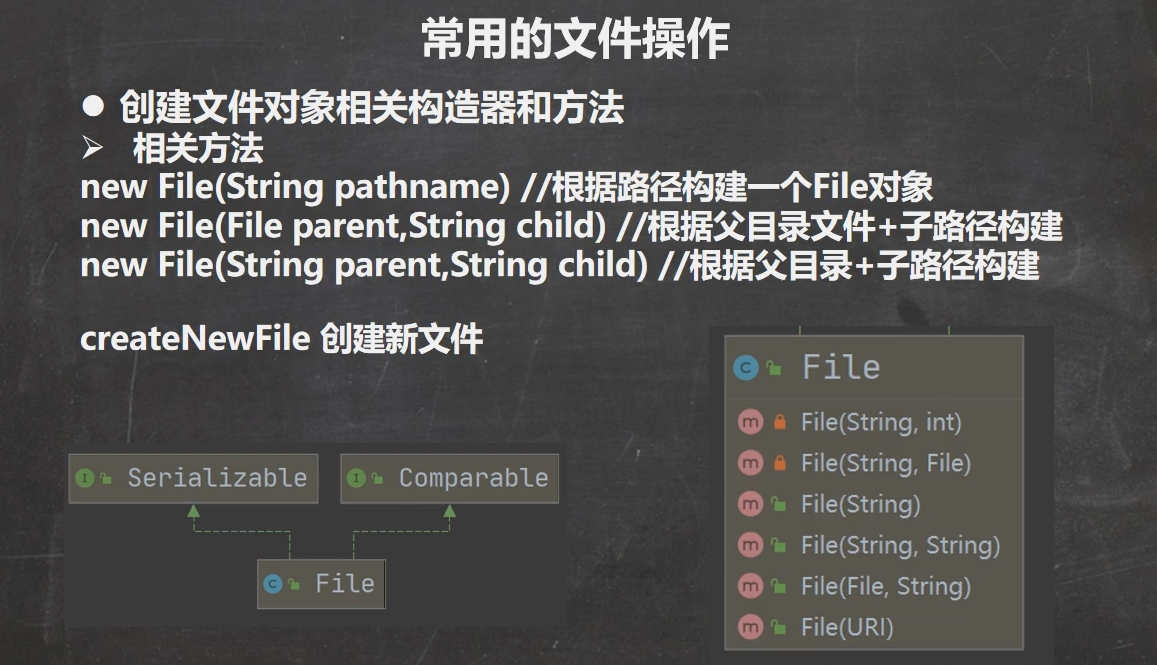 常用的文件操作
● 创建文件对象相关构造器和方法
➢ 相关方法
new File(String pathname) //根据路径构建一个File对象
new File(File parent,String child) //根据父目录文件+子路径构建
new File(String parent,String child) //根据父目录+子路径构建
createNewFile 创建新文件
I Serializable
I Comparable
C File
C File
m File(String, int)
m File(String, File)
m File(String)
m File(String, String)
m File(File, String)
m File(URI)